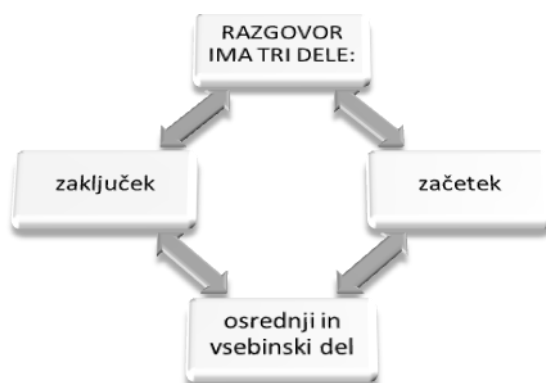 RAZGOVOR
IMA TRI DELE:
zaključek
začetek
osrednji in
vsebinski del